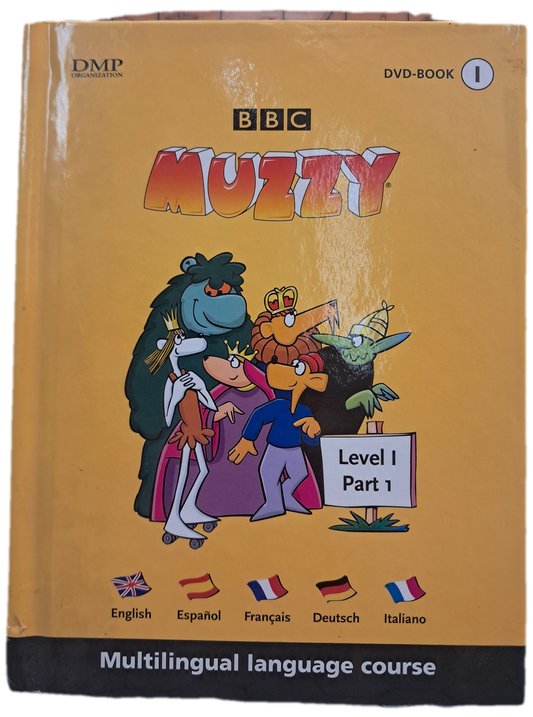 DMP
ORGANIZATION
DVD-BOOK 1
BBC
MUZZY®
Level 1
Part 1
English
Español
Français
Deutsch
Italiano
Multilingual language course